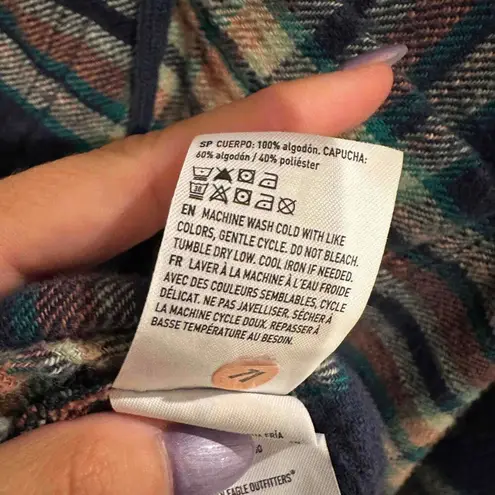 SP CUERPO: 100% algodón. CAPUCHA:
60% algodón / 40% poliéster
EN MACHINE WASH COLD WITH LIKE
COLORS, GENTLE CYCLE. DO NOT BLEACH.
TUMBLE DRY LOW. COOL IRON IF NEEDED.
FR LAVER À LA MACHINE À L'EAU FROIDE
AVEC DES COULEURS SEMBLABLES, CYCLE
DÉLICAT. NE PAS JAVELLISER. SÉCHER À
LA MACHINE CYCLE DOUX. REPASSER À
BASSE TEMPÉRATURE AU BESOIN.
EAGLE OUTFITTERS®